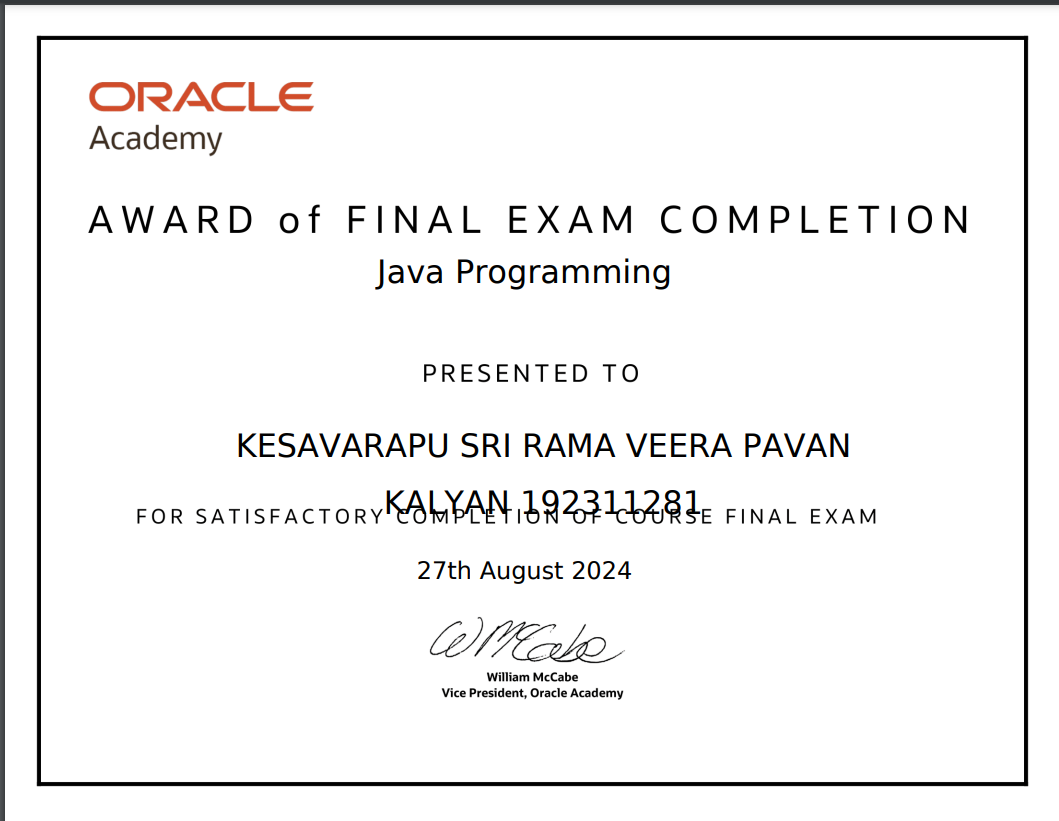 ORACLE
Academy
AWARD of FINAL EXAM COMPLETION
Java Programming
PRESENTED TO
KESAVARAPU SRI RAMA VEERA PAVAN
KALYAN 192311281
FOR SATISFACTORY COMPLETION OF COURSE FINAL EXAM
27th August 2024
W McCabe
William McCabe
Vice President, Oracle Academy